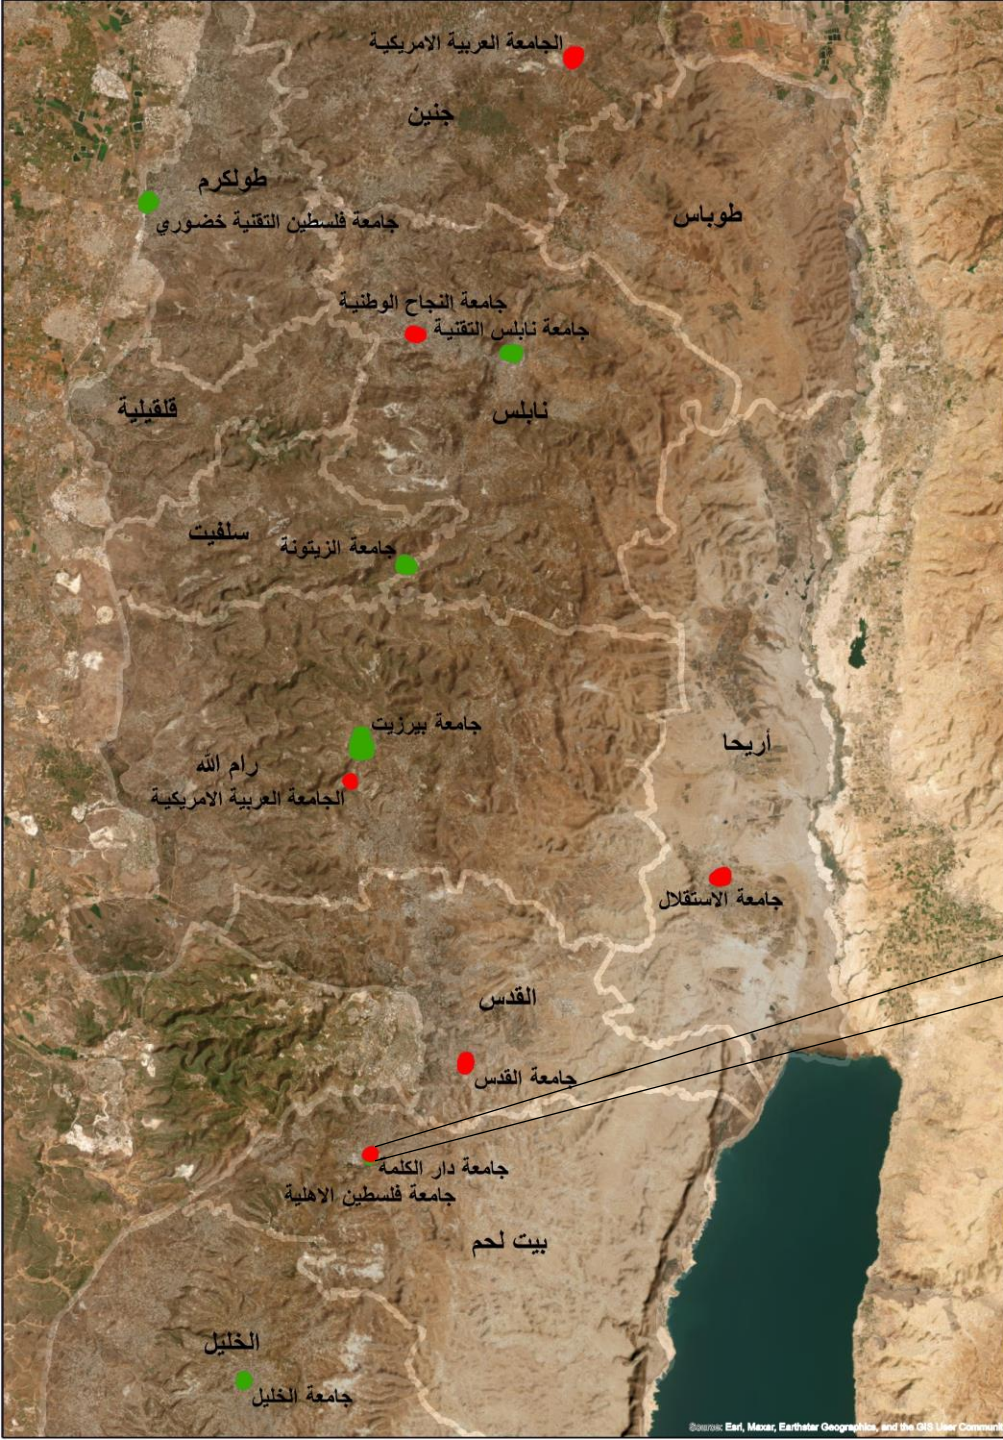 الجامعة العربية الامريكية
جنين
طولكرم
جامعة فلسطين التقنية خضوري
طوباس
جامعة النجاح الوطنية
جامعة نابلس التقنية
قلقيلية
نابلس
سلفيت
جامعة الزيتونة
جامعة بيرزيت
أريحا
رام الله
الجامعة العربية الامريكية
جامعة الاستقلال
القدس
جامعة القدس
جامعة دار الكلمة
جامعة فلسطين الاهلية
بيت لحم
الخليل
جامعة الخليل
Source: Esri, Maxar, Earthstar Geographics, and the GIS User Communi